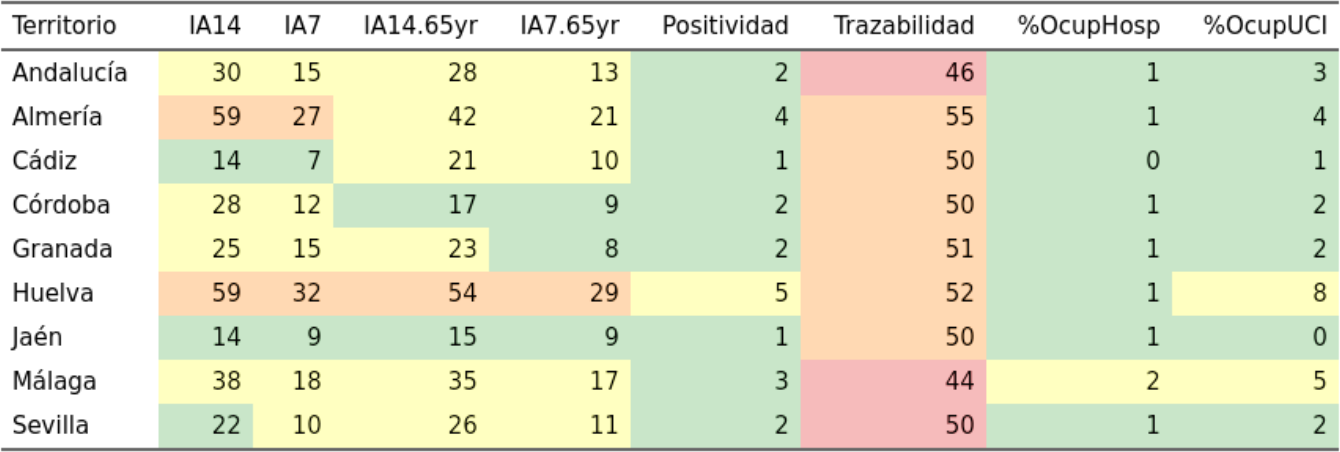 Territorio IA14 IA7 IA14.65yr IA7.65yr Positividad Trazabilidad %OcupHosp %OcupUCI
Andalucía 30 15 28 13 2 46 1 3
Almería 59 27 42 21 4 55 1 4
Cádiz 14 7 21 10 1 50 0 1
Córdoba 28 12 17 9 2 50 1 2
Granada 25 15 23 8 2 51 1 2
Huelva 59 32 54 29 5 52 1 8
Jaén 14 9 15 9 1 50 1 0
Málaga 38 18 35 17 3 44 2 5
Sevilla 22 10 26 11 2 50 1 2